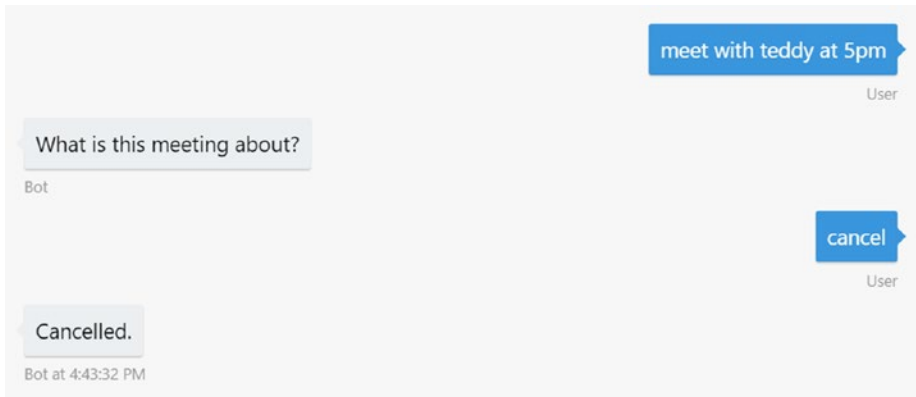 meet with teddy at 5pm
User
What is this meeting about?
Bot
cancel
User
Cancelled.
Bot at 4:43:32 PM